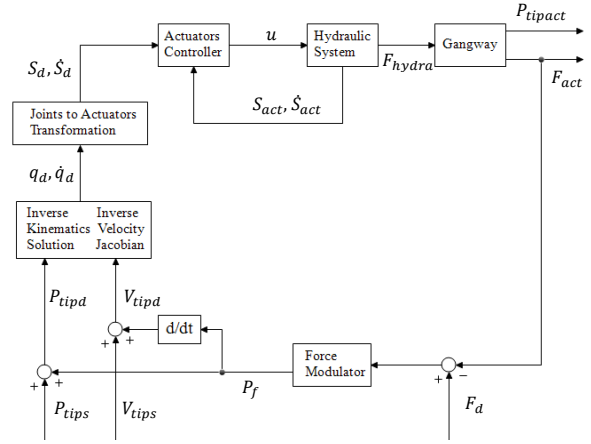 P_tipact
Actuators
Controller
u
Hydraulic
System
F_hydra
Gangway
F_act
S_d, Ṡ_d
S_act, Ṡ_act
Joints to Actuators
Transformation
q_d, q̇_d
Inverse Kinematics Solution
Inverse Velocity Jacobian
P_tipd
V_tipd
d/dt
+
+
Force
Modulator
+
−
+
+
P_f
P_tips
V_tips
F_d